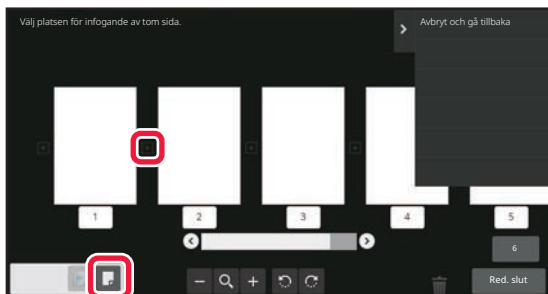 Välj platsen för infogande av tom sida.
Avbryt och gå tillbaka
1 2 3 4 5
6
Red. slut